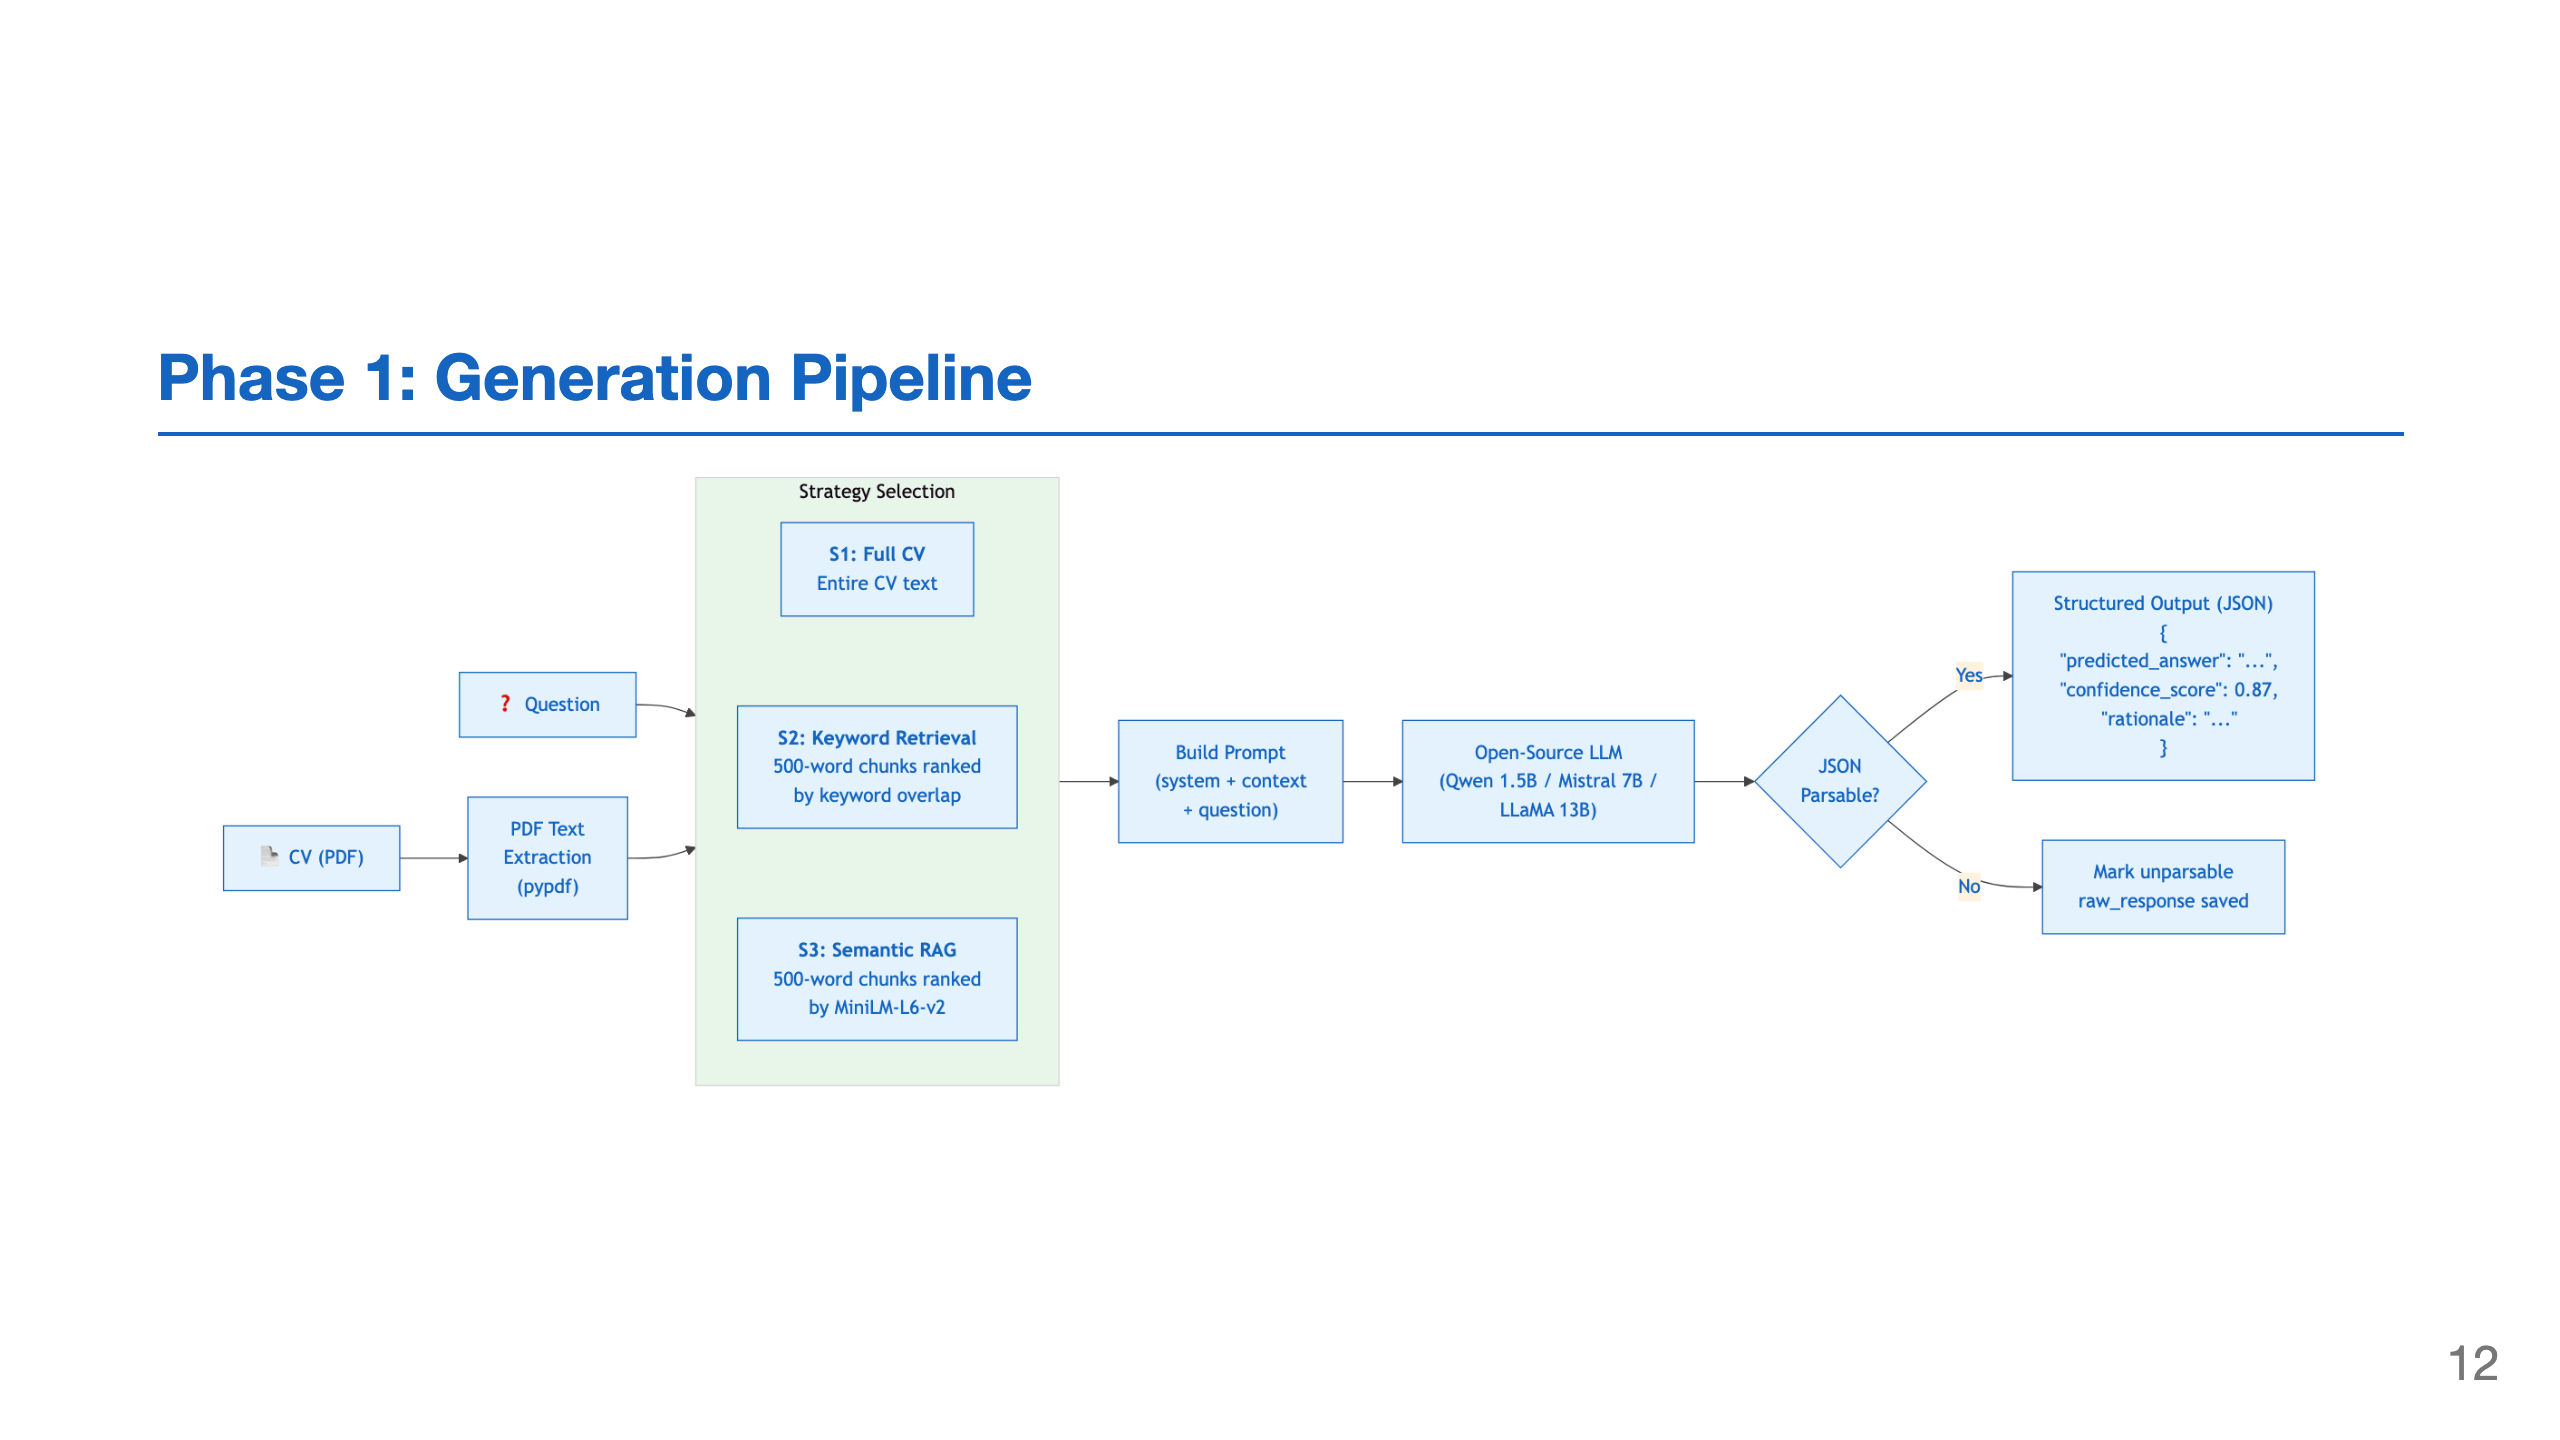 Phase 1: Generation Pipeline
Strategy Selection
S1: Full CV
Entire CV text
❓ Question
S2: Keyword Retrieval
500-word chunks ranked
by keyword overlap
CV (PDF)
PDF Text
Extraction
(pypdf)
S3: Semantic RAG
500-word chunks ranked
by MiniLM-L6-v2
Build Prompt
(system + context
+ question)
Open-Source LLM
(Qwen 1.5B / Mistral 7B /
LLaMA 13B)
JSON
Parsable?
Yes
Structured Output (JSON)
{
"predicted_answer": "...",
"confidence_score": 0.87,
"rationale": "..."
}
No
Mark unparsable
raw_response saved
12